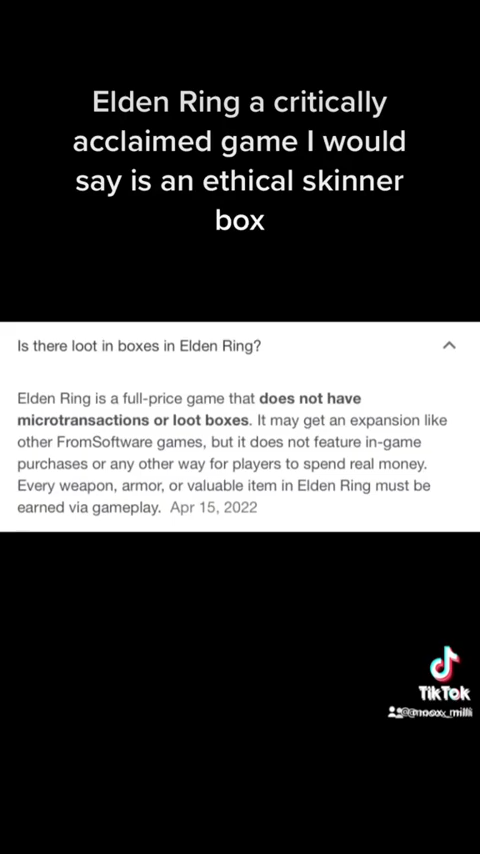 Elden Ring a critically
acclaimed game I would
say is an ethical skinner
box
Is there loot in boxes in Elden Ring?
Elden Ring is a full-price game that does not have
microtransactions or loot boxes. It may get an expansion like
other FromSoftware games, but it does not feature in-game
purchases or any other way for players to spend real money.
Every weapon, armor, or valuable item in Elden Ring must be
earned via gameplay. Apr 15, 2022
TikTok